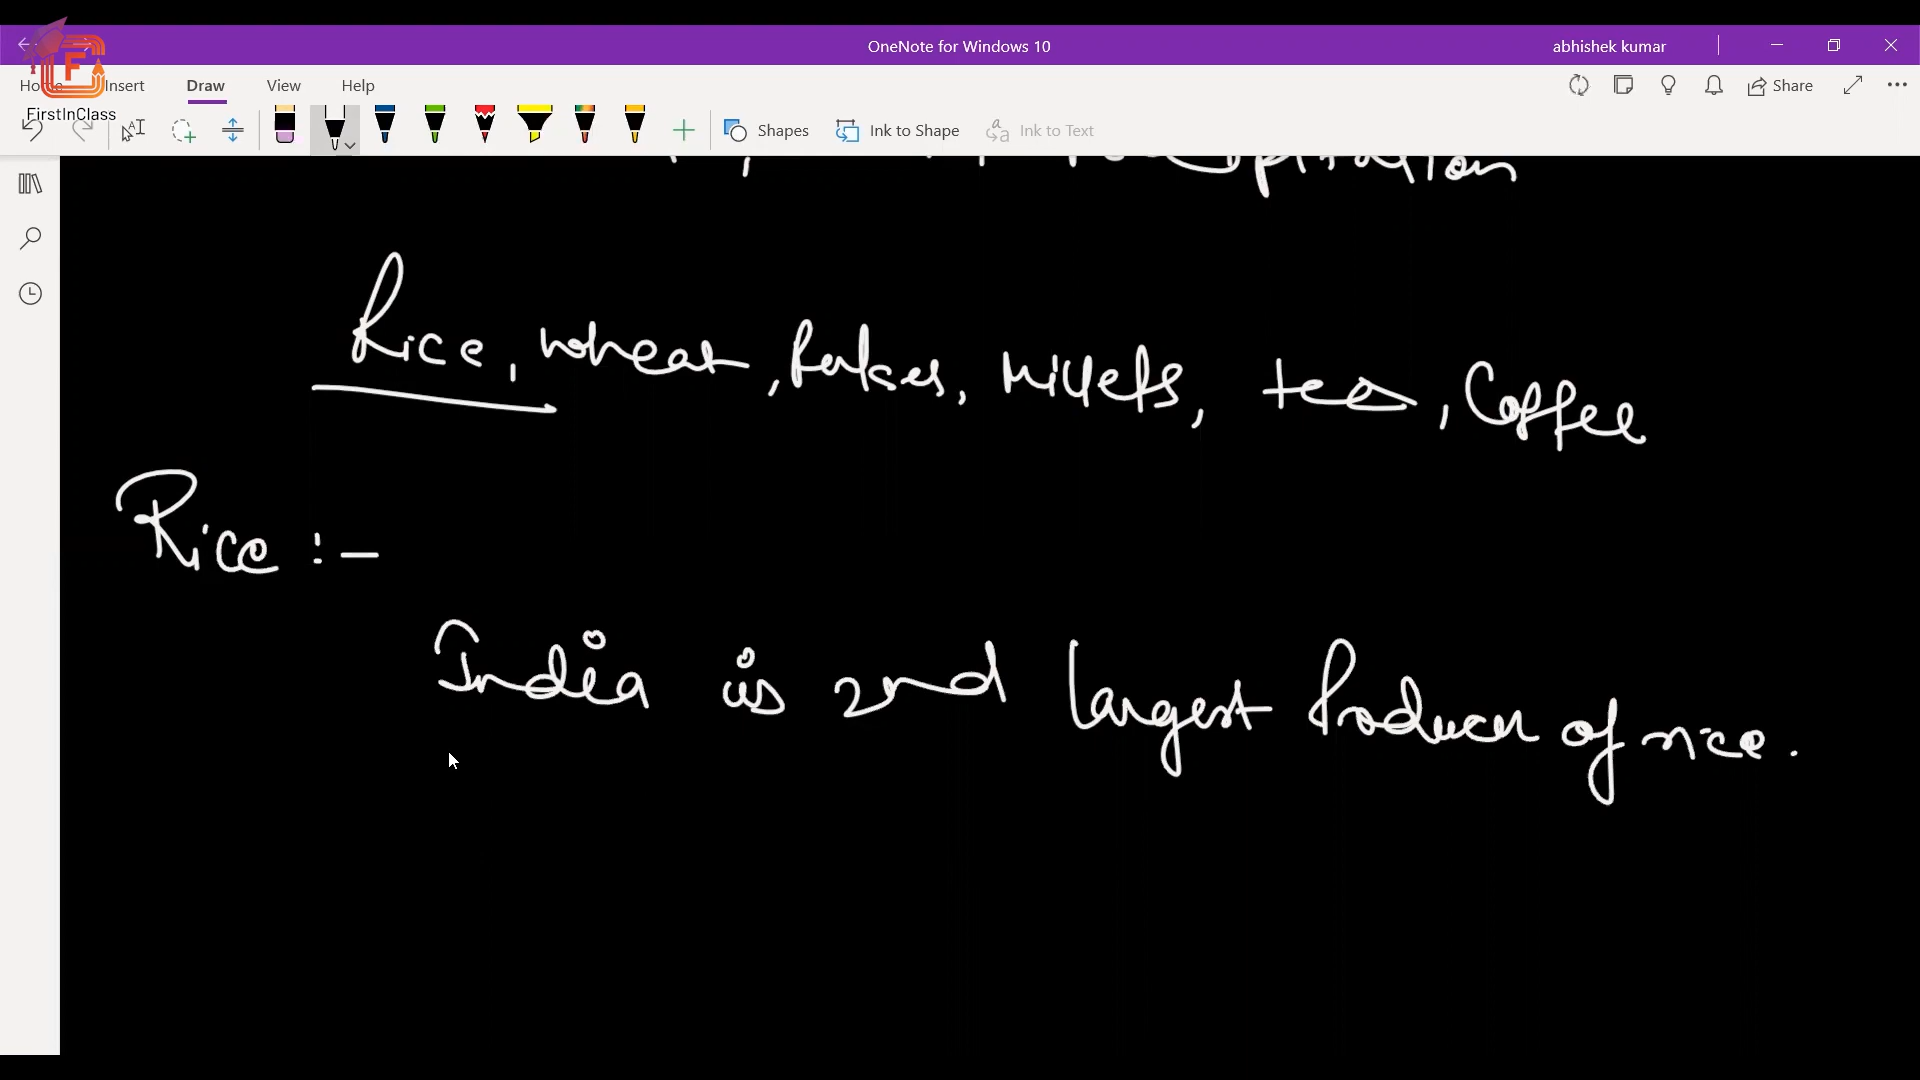 OneNote for Windows 10
abhishek kumar
Home Insert Draw View Help
Share
FirstInClass
Shapes Ink to Shape Ink to Text
Rice, wheat, Pulses, Millets, tea, Coffee
Rice :-
India is 2nd largest Producer of rice.